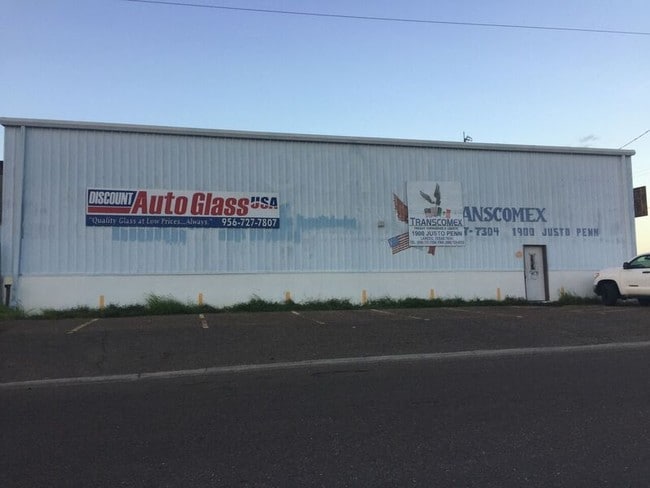 DISCOUNT
Auto Glass USA
"Quality Glass at Low Prices...Always."
956-727-7807
TRANSCOMEX
1900 JUSTO PENN
ANSCOMEX
7-7304 1900 JUSTO PENN